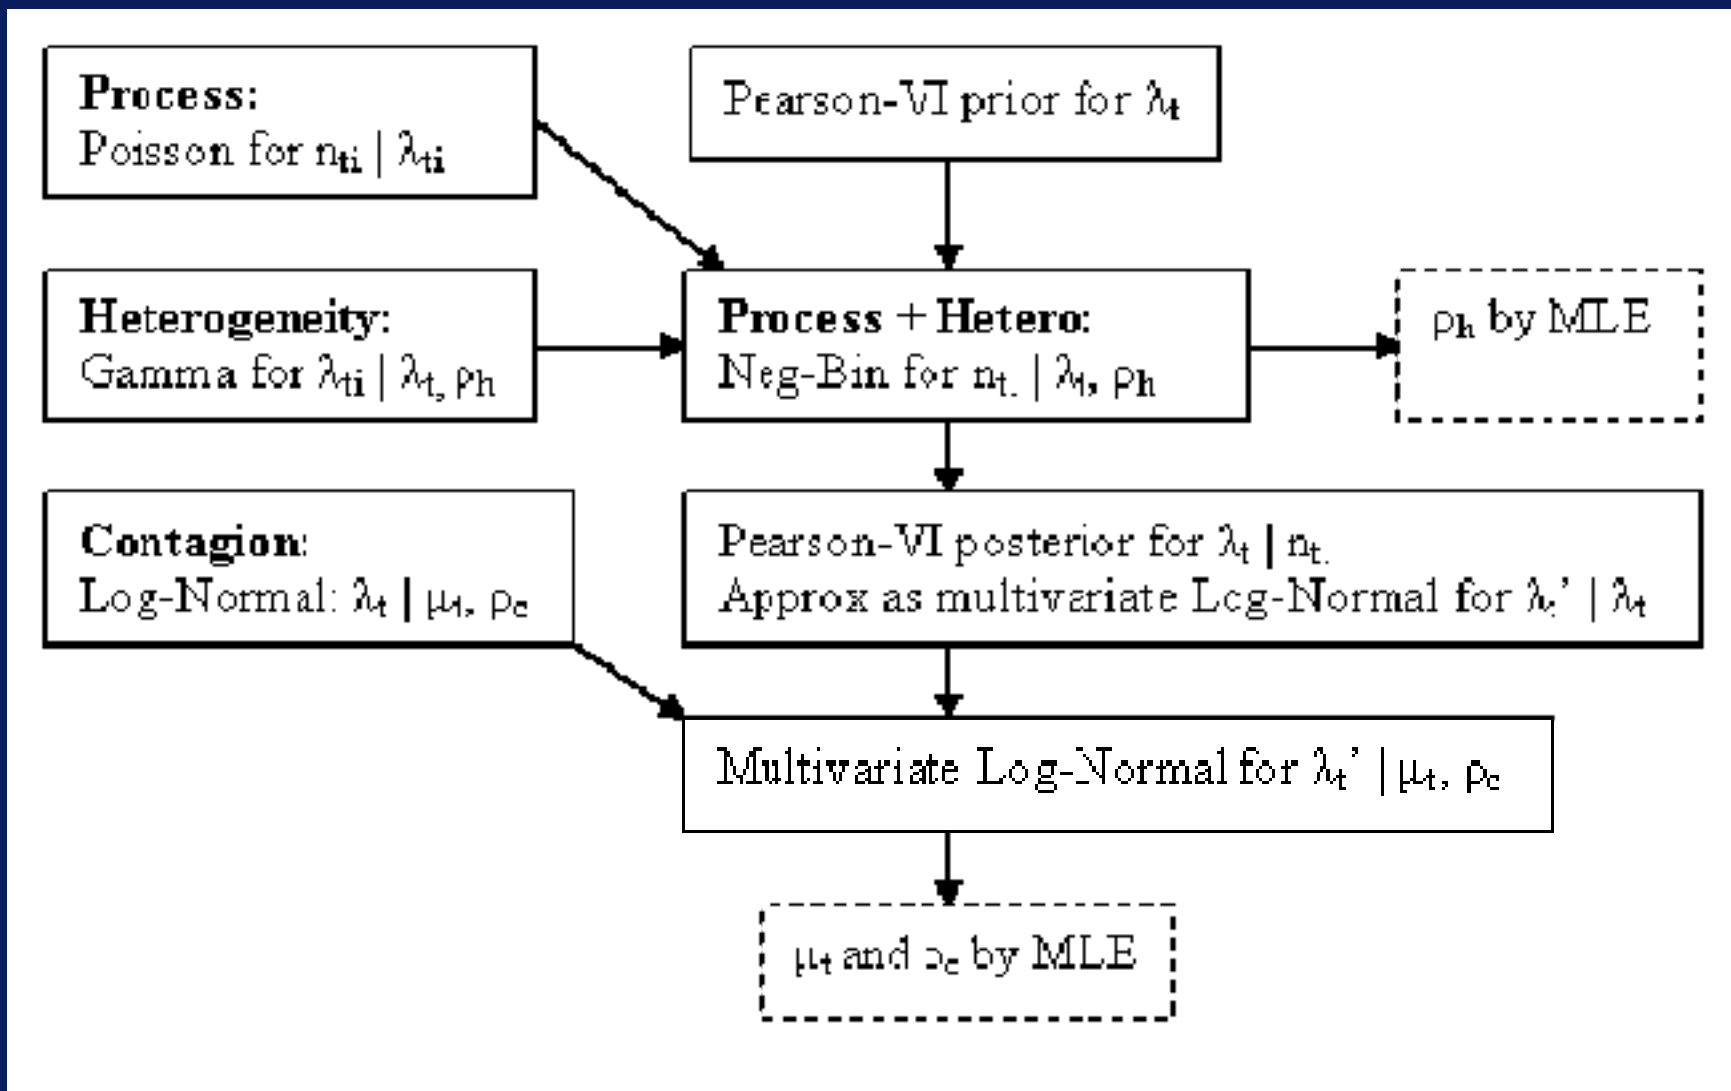 Process:
Poisson for nₜᵢ | λₜᵢ
Pearson-VI prior for λₜ
Heterogeneity:
Gamma for λₜᵢ | λₜ, ρₕ
Process + Hetero:
Neg-Bin for nₜ. | λₜ, ρₕ
ρₕ by MLE
Contagion:
Log-Normal: λₜ | μₜ, ρc
Pearson-VI posterior for λₜ | nₜ.
Approx as multivariate Log-Normal for λₜ’ | λₜ
Multivariate Log-Normal for λₜ’ | μₜ, ρc
μₜ and ρc by MLE